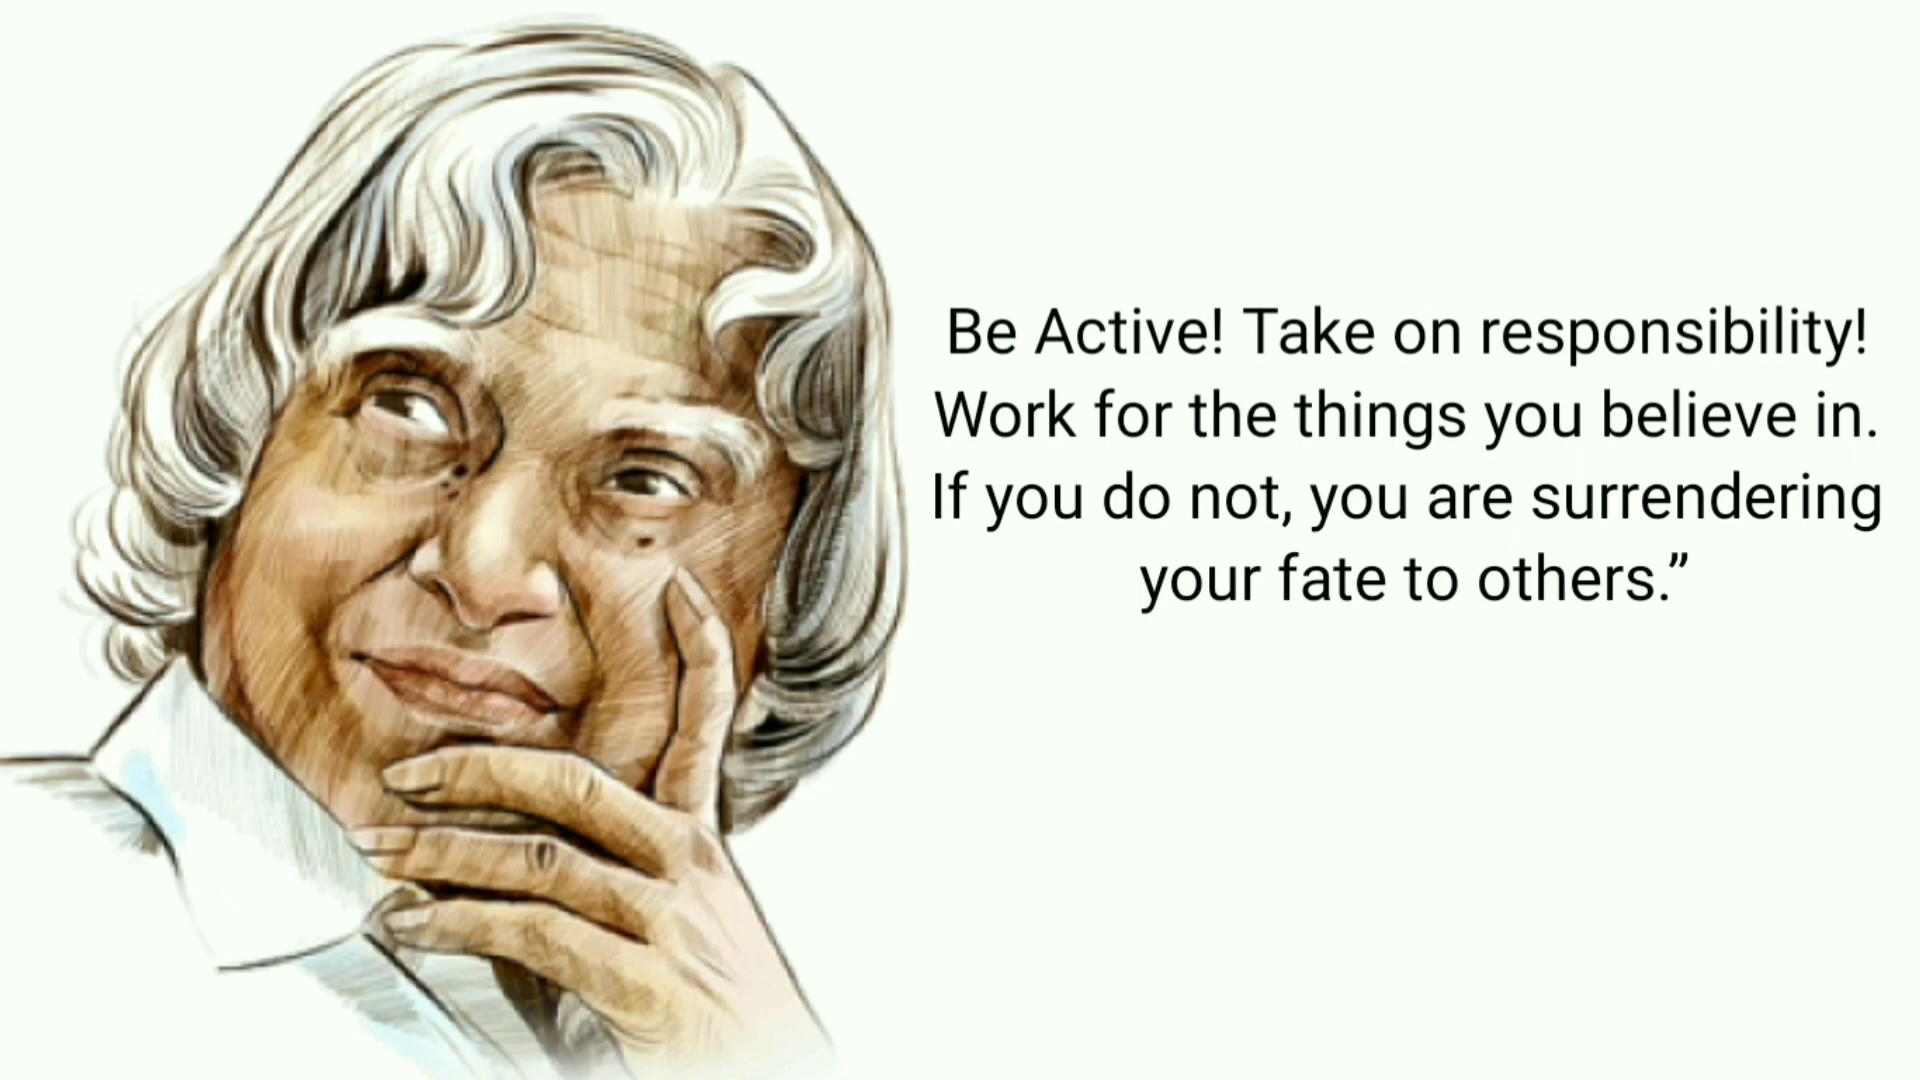 Be Active! Take on responsibility!
Work for the things you believe in.
If you do not, you are surrendering
your fate to others.”